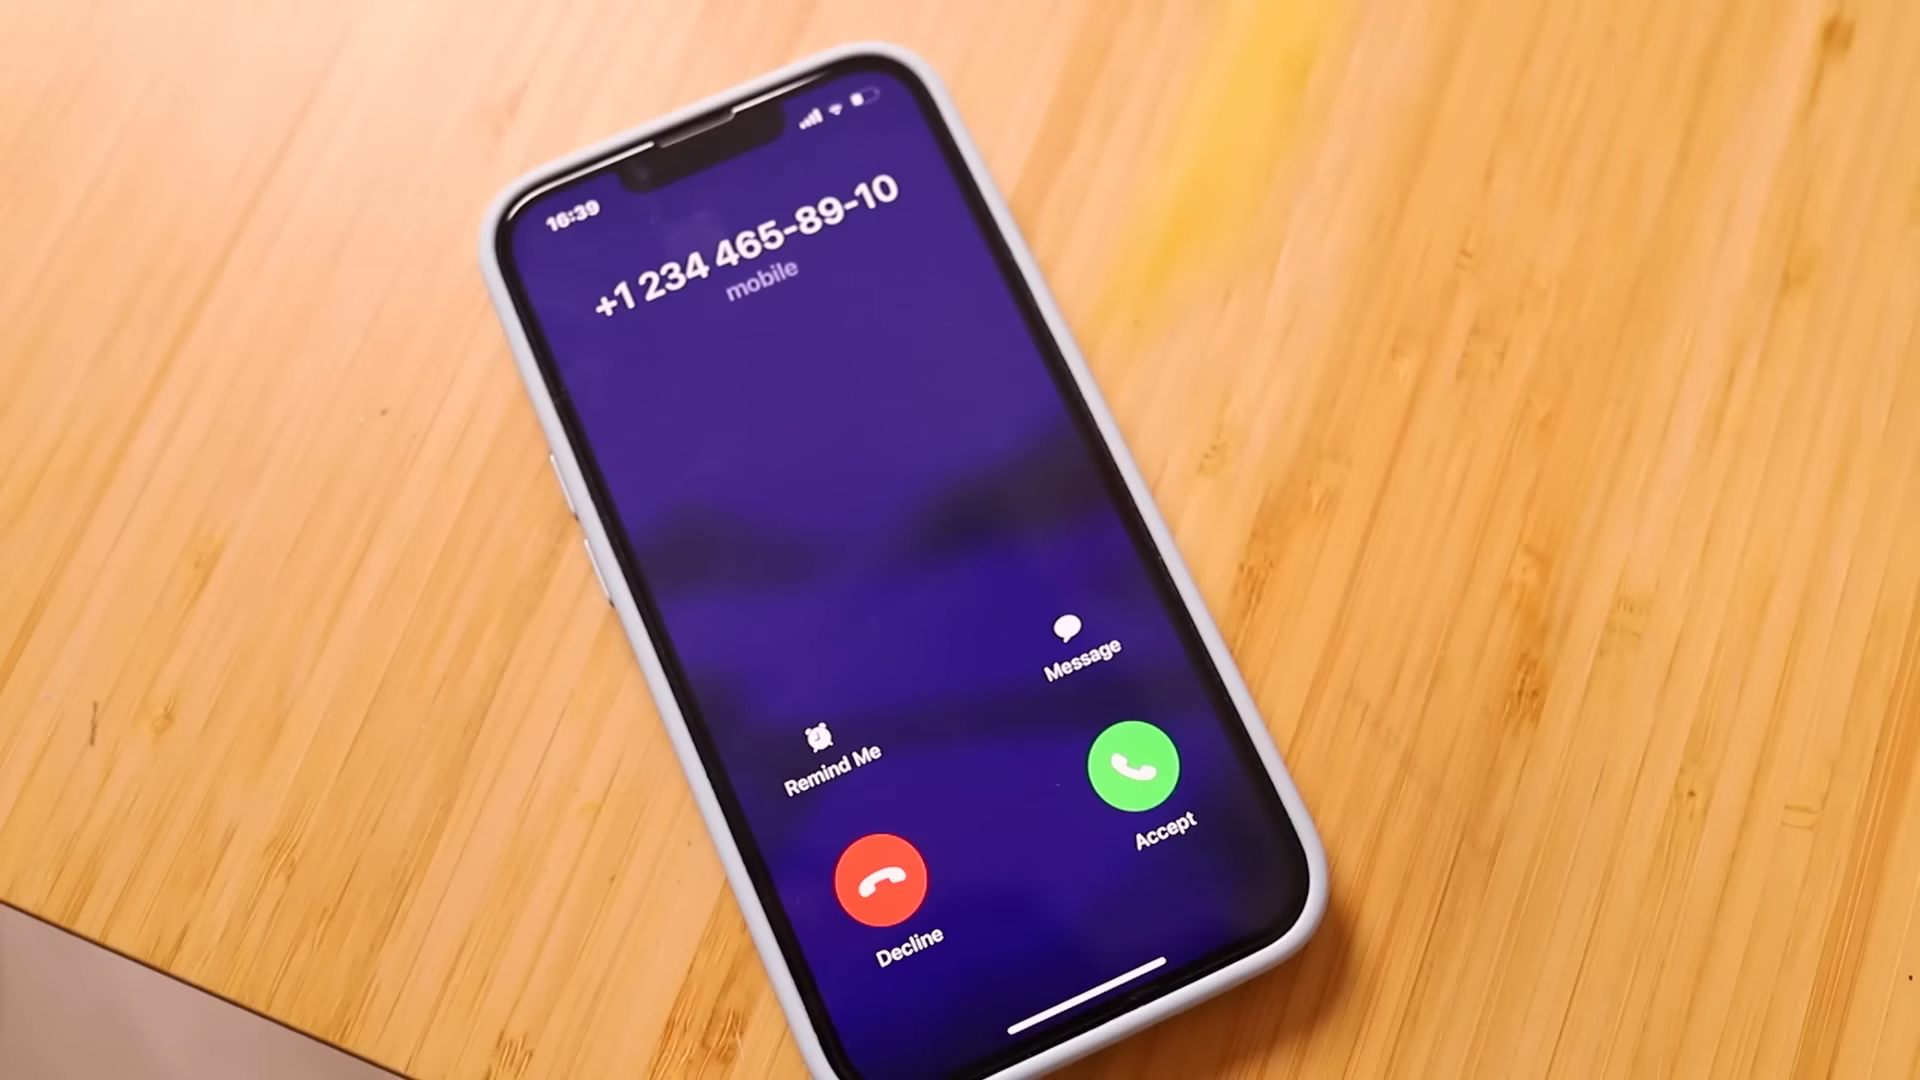 16:39
+1 234 465-89-10
mobile
Message
Remind Me
Accept
Decline